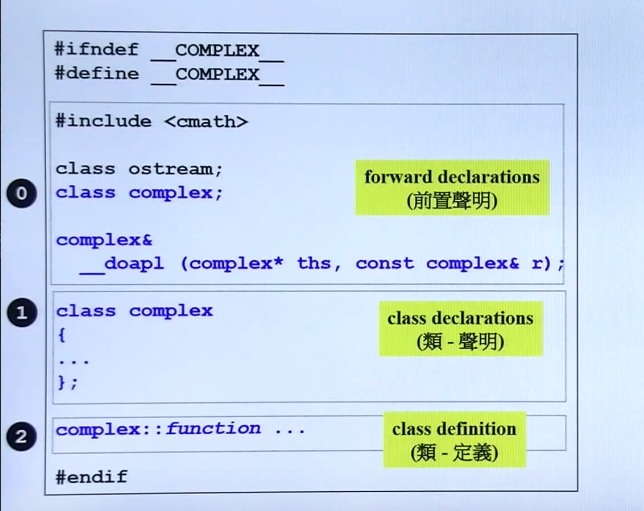 #ifndef __COMPLEX__
#define __COMPLEX__
#include <cmath>
class ostream;
0
class complex;
forward declarations
(前置聲明)
complex&
__doapl (complex* ths, const complex& r);
1
class complex
{
...
};
class declarations
(類 - 聲明)
2
complex::function ...
class definition
(類 - 定義)
#endif